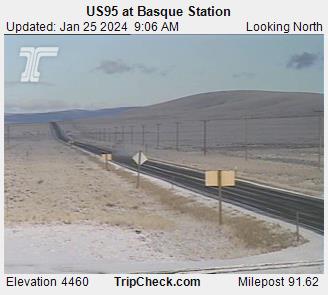 US95 at Basque Station
Updated: Jan 25 2024 9:06 AM Looking North
Elevation 4460 TripCheck.com Milepost 91.62